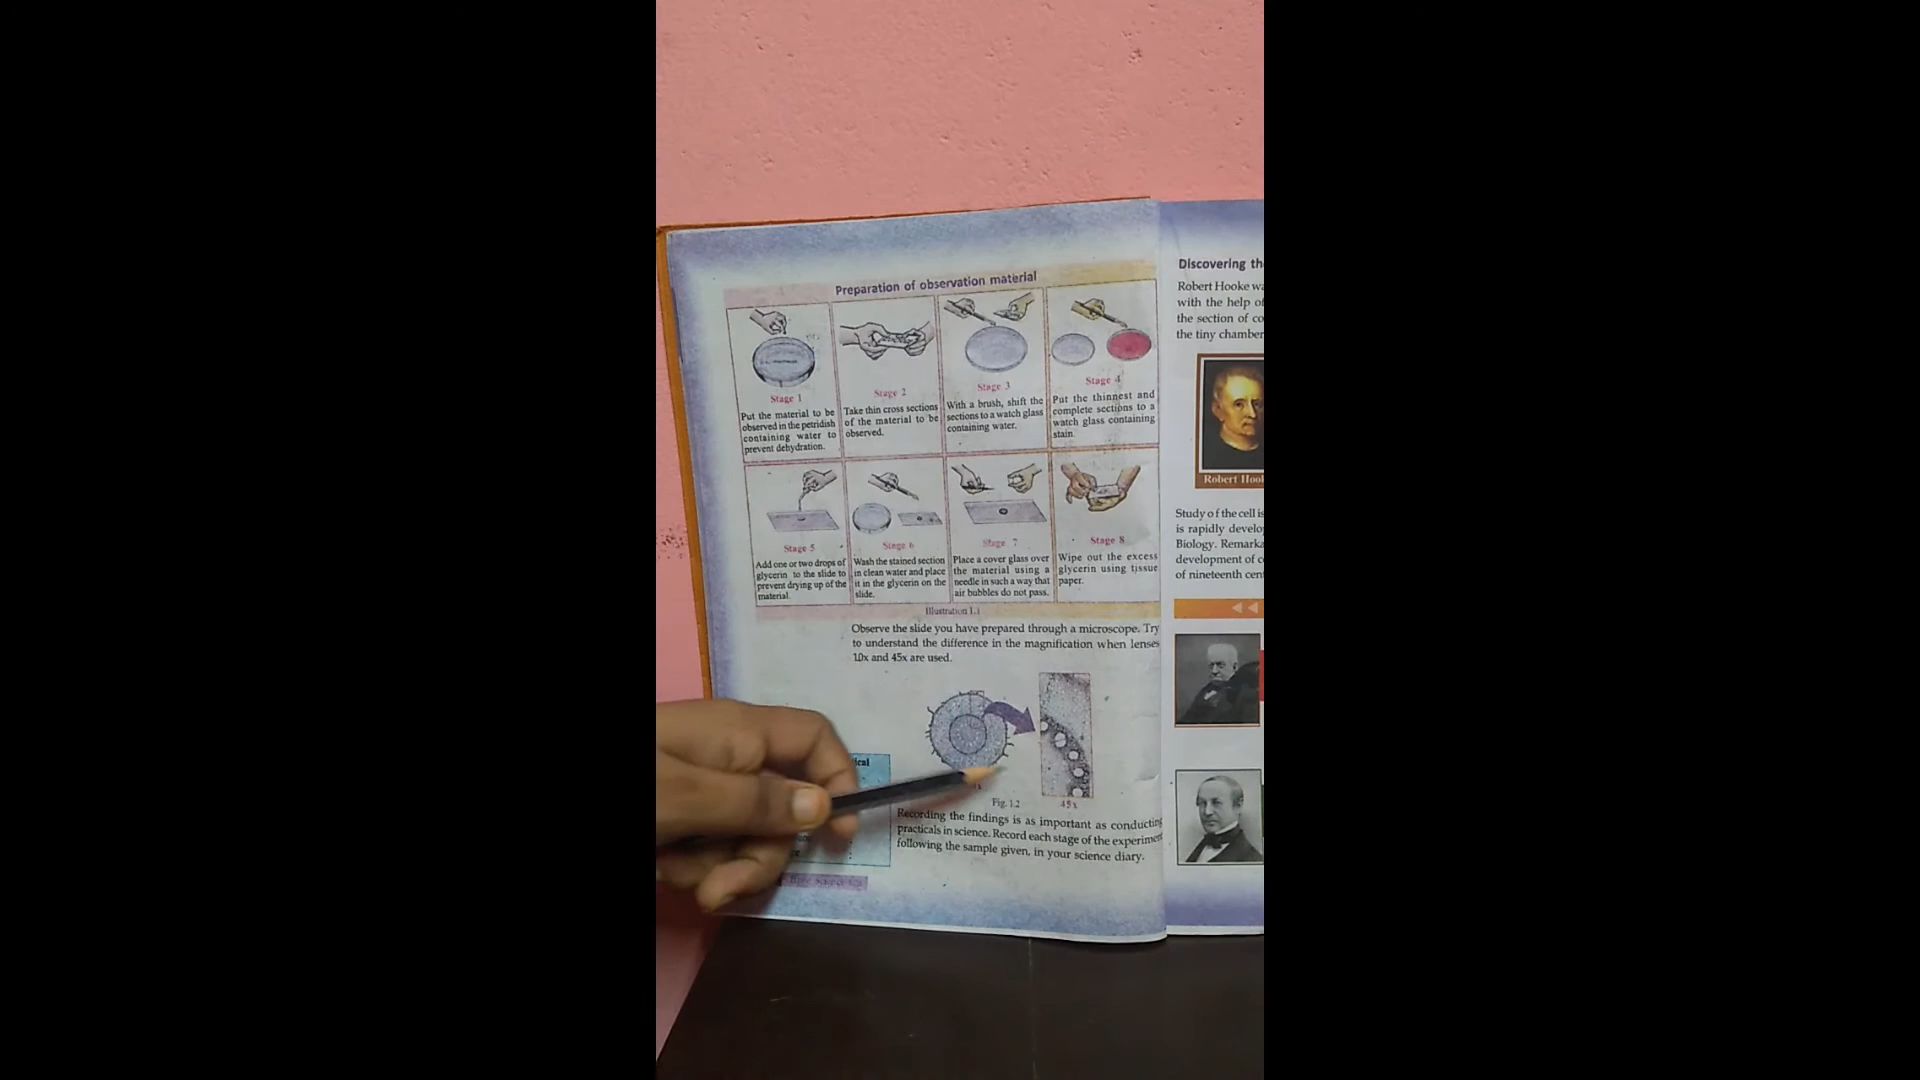 Preparation of observation material
Stage 1
Put the material to be
observed in the petridish
containing water to
prevent dehydration.
Stage 2
Take thin cross sections
of the material to be
observed.
Stage 3
With a brush, shift the
sections to a watch glass
containing water.
Stage 4
Put the thinnest and
complete sections to a
watch glass containing
stain.
Stage 5
Add one or two drops of
glycerin to the slide to
prevent drying up of the
material.
Stage 6
Wash the stained section
in clean water and place
it in the glycerin on the
slide.
Stage 7
Place a cover glass over
the material using a
needle in such a way that
air bubbles do not pass.
Stage 8
Wipe out the excess
glycerin using tissue
paper.
Illustration 1.1
Observe the slide you have prepared through a microscope. Try
to understand the difference in the magnification when lenses
10x and 45x are used.
45x
Fig. 1.2
Recording the findings is as important as conducting
practicals in science. Record each stage of the experiment
following the sample given, in your science diary.
Discovering th
Robert Hooke wa
with the help of
the section of co
the tiny chamber
Robert Hoo
Study of the cell is
is rapidly develo
Biology. Remarka
development of c
of nineteenth cen